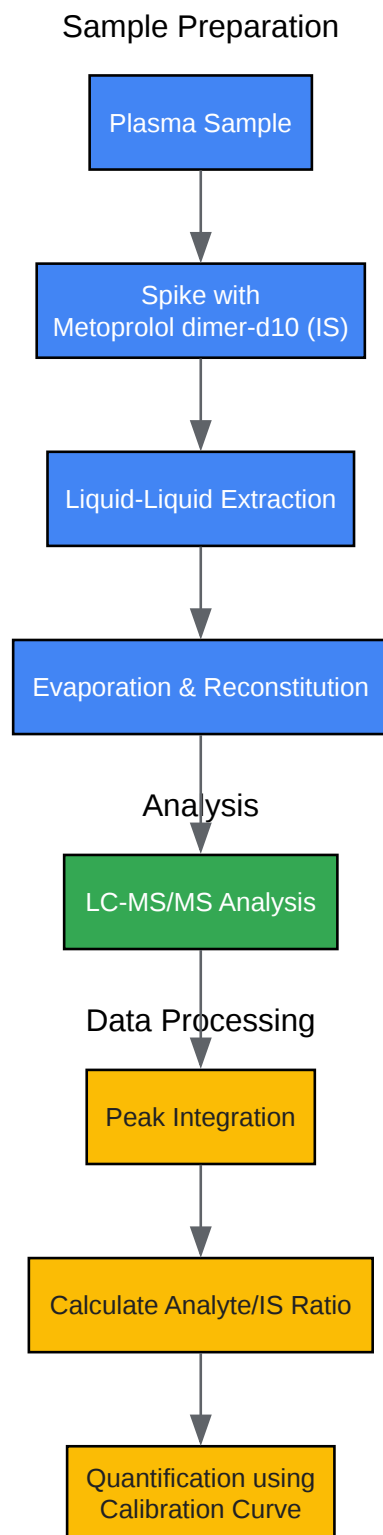 Sample Preparation
Plasma Sample
Spike with
Metoprolol dimer-d10 (IS)
Liquid-Liquid Extraction
Evaporation & Reconstitution
Analysis
LC-MS/MS Analysis
Data Processing
Peak Integration
Calculate Analyte/IS Ratio
Quantification using
Calibration Curve